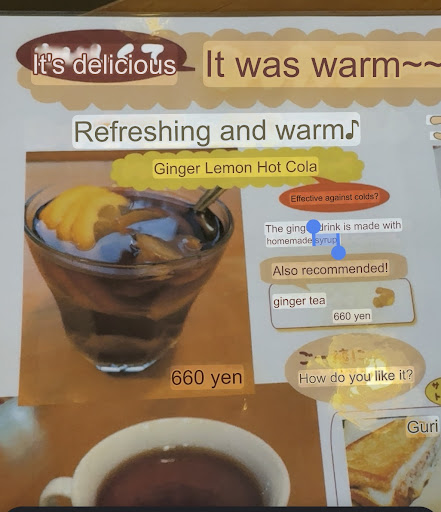 It's delicious
It was warm~~
Refreshing and warm♪
Ginger Lemon Hot Cola
Effective against colds?
The ging drink is made with
homemade syrup
Also recommended!
ginger tea
660 yen
660 yen
How do you like it?
Guri